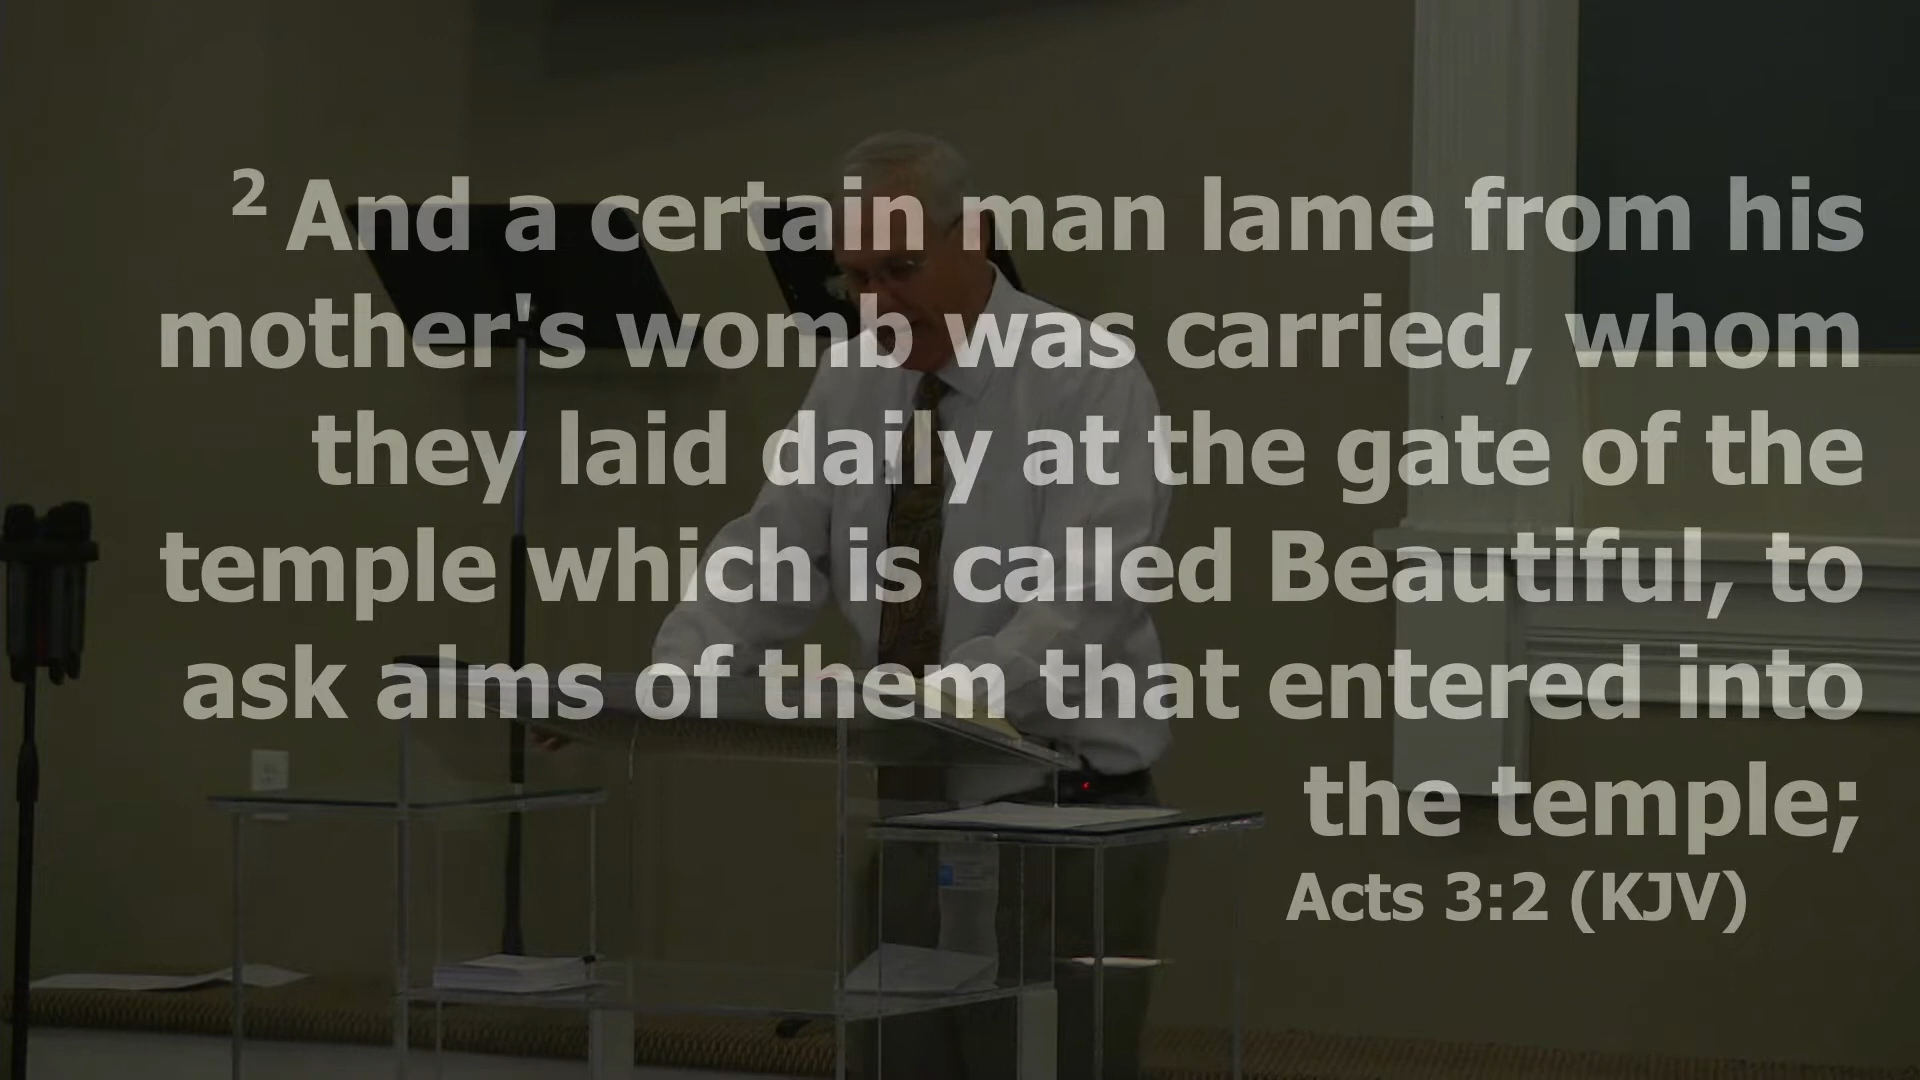 2 And a certain man lame from his
mother's womb was carried, whom
they laid daily at the gate of the
temple which is called Beautiful, to
ask alms of them that entered into
the temple;
Acts 3:2 (KJV)